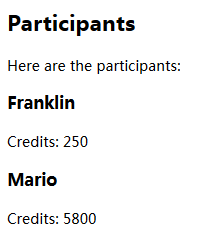 Participants
Here are the participants:
Franklin
Credits: 250
Mario
Credits: 5800